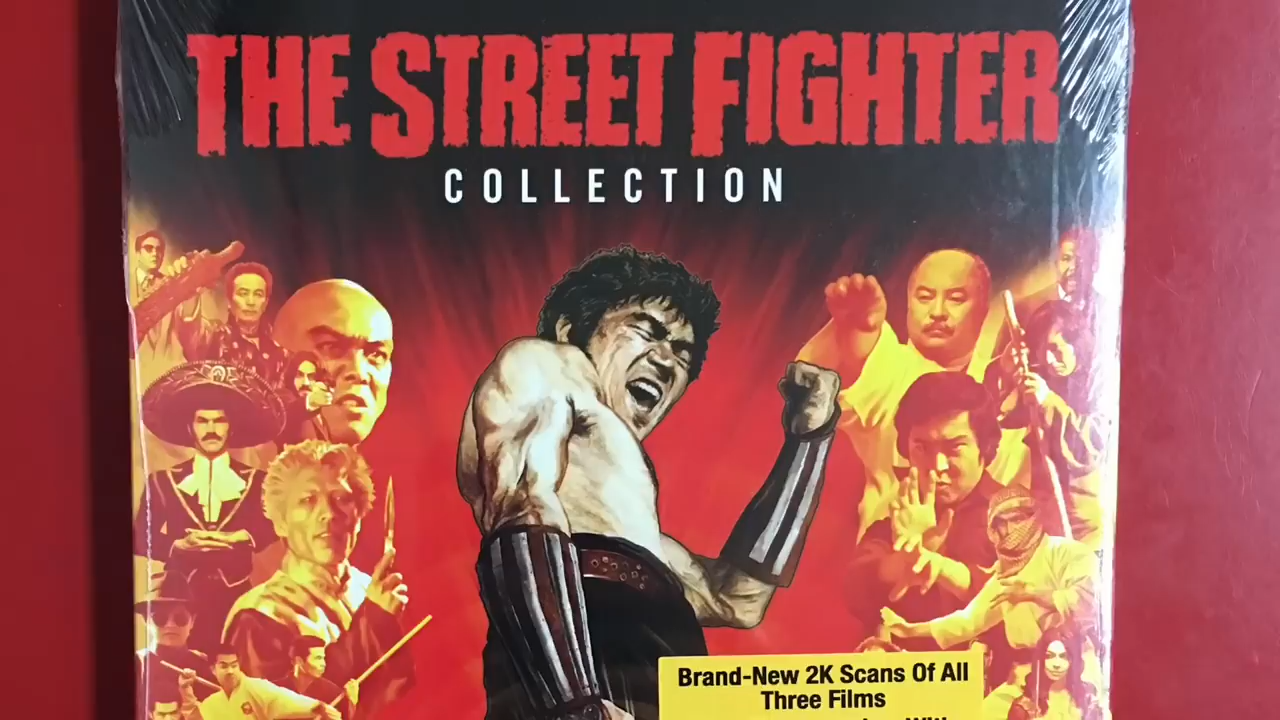 THE STREET FIGHTER
COLLECTION
Brand-New 2K Scans Of All
Three Films